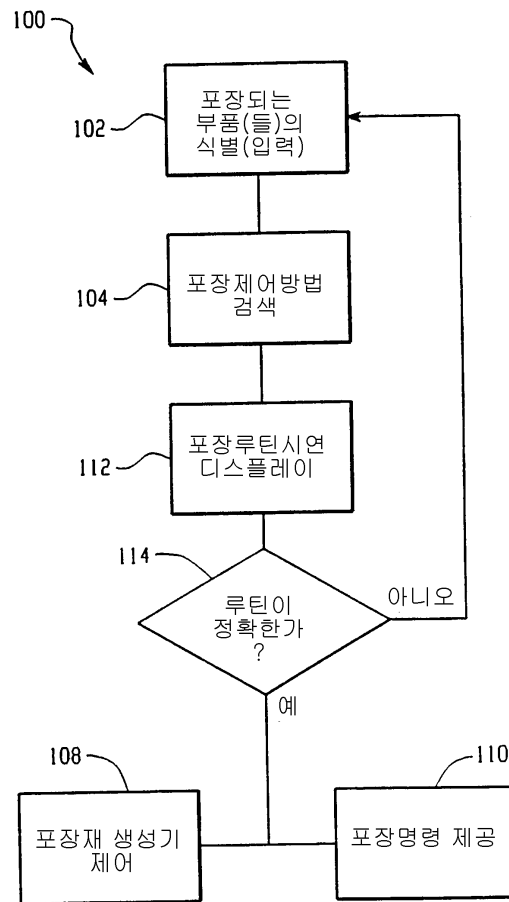 100
102
포장되는
부품(들)의
식별(입력)
104
포장제어방법
검색
112
포장루틴시연
디스플레이
114
루틴이
정확한가
?
아니오
예
108
포장재 생성기
제어
110
포장명령 제공